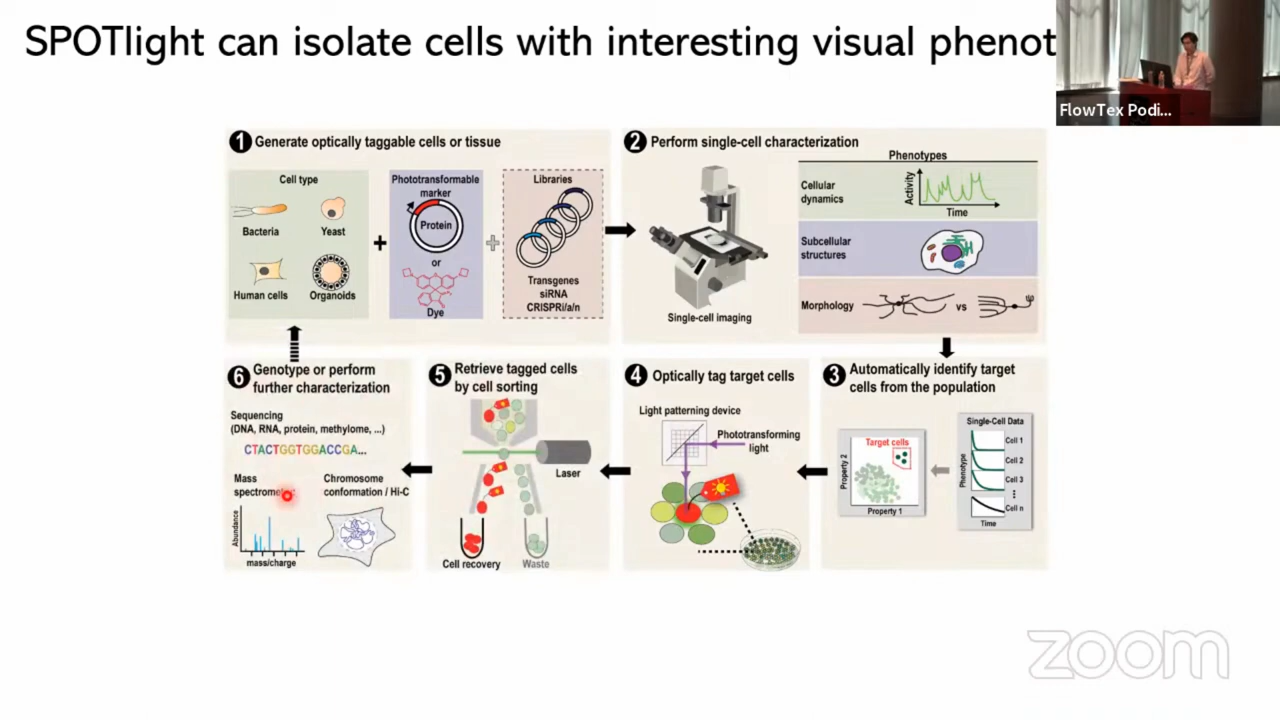 SPOTlight can isolate cells with interesting visual phenot
FlowTex Podi...
1 Generate optically taggable cells or tissue
Cell type
Bacteria
Yeast
Human cells
Organoids
+
Phototransformable
marker
Protein
or
Dye
+
Libraries
Transgenes
siRNA
CRISPRi/a/n
2 Perform single-cell characterization
Single-cell imaging
Phenotypes
Cellular
dynamics
Activity
Time
Subcellular
structures
Morphology
vs
3 Automatically identify target
cells from the population
Single-Cell Data
Cell 1
Cell 2
Cell 3
Cell n
Phenotype
Time
Target cells
Property 2
Property 1
4 Optically tag target cells
Light patterning device
Phototransforming
light
5 Retrieve tagged cells
by cell sorting
Laser
Cell recovery
Waste
6 Genotype or perform
further characterization
Sequencing
(DNA, RNA, protein, methylome, ...)
CTACTGGTGGACCGA...
Mass
Chromosome
conformation / Hi-C
Abundance
mass/charge
zoom